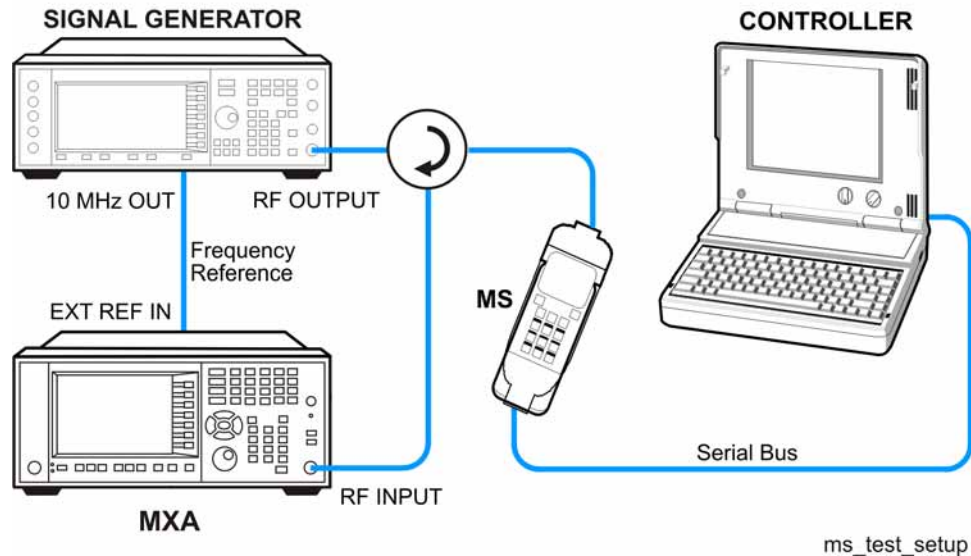 SIGNAL GENERATOR
CONTROLLER
10 MHz OUT
RF OUTPUT
Frequency
Reference
MS
EXT REF IN
Serial Bus
RF INPUT
MXA
ms_test_setup